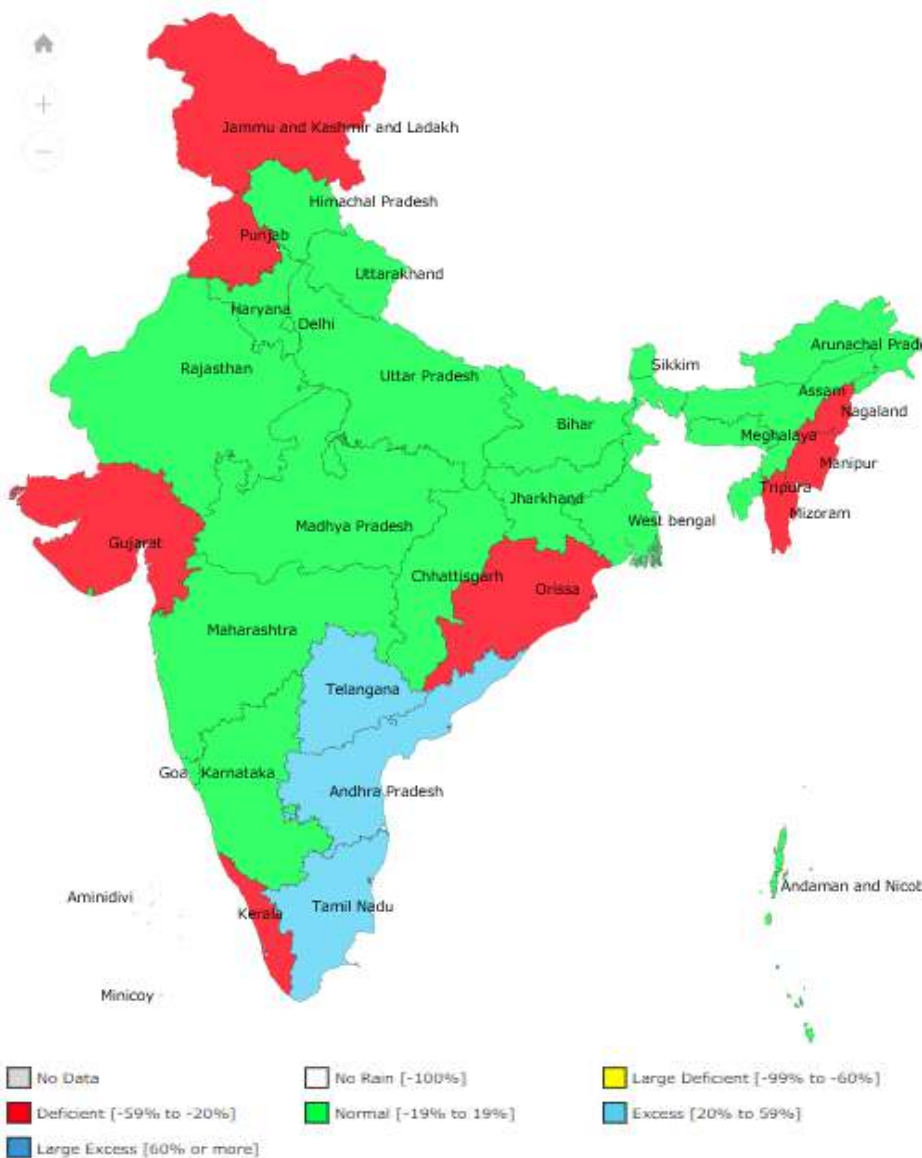 Jammu and Kashmir and Ladakh
Himachal Pradesh
Punjab
Uttarakhand
Haryana
Delhi
Rajasthan
Uttar Pradesh
Sikkim
Arunachal Prade
Assam
Nagaland
Bihar
Meghalaya
Manipur
Tripura
Mizoram
Jharkhand
West bengal
Madhya Pradesh
Gujarat
Chhattisgarh
Orissa
Maharashtra
Telangana
Goa
Karnataka
Andhra Pradesh
Andaman and Nicob
Aminidivi
Kerala
Tamil Nadu
Minicoy
No Data
No Rain [-100%]
Large Deficient [-99% to -60%]
Deficient [-59% to -20%]
Normal [-19% to 19%]
Excess [20% to 59%]
Large Excess [60% or more]